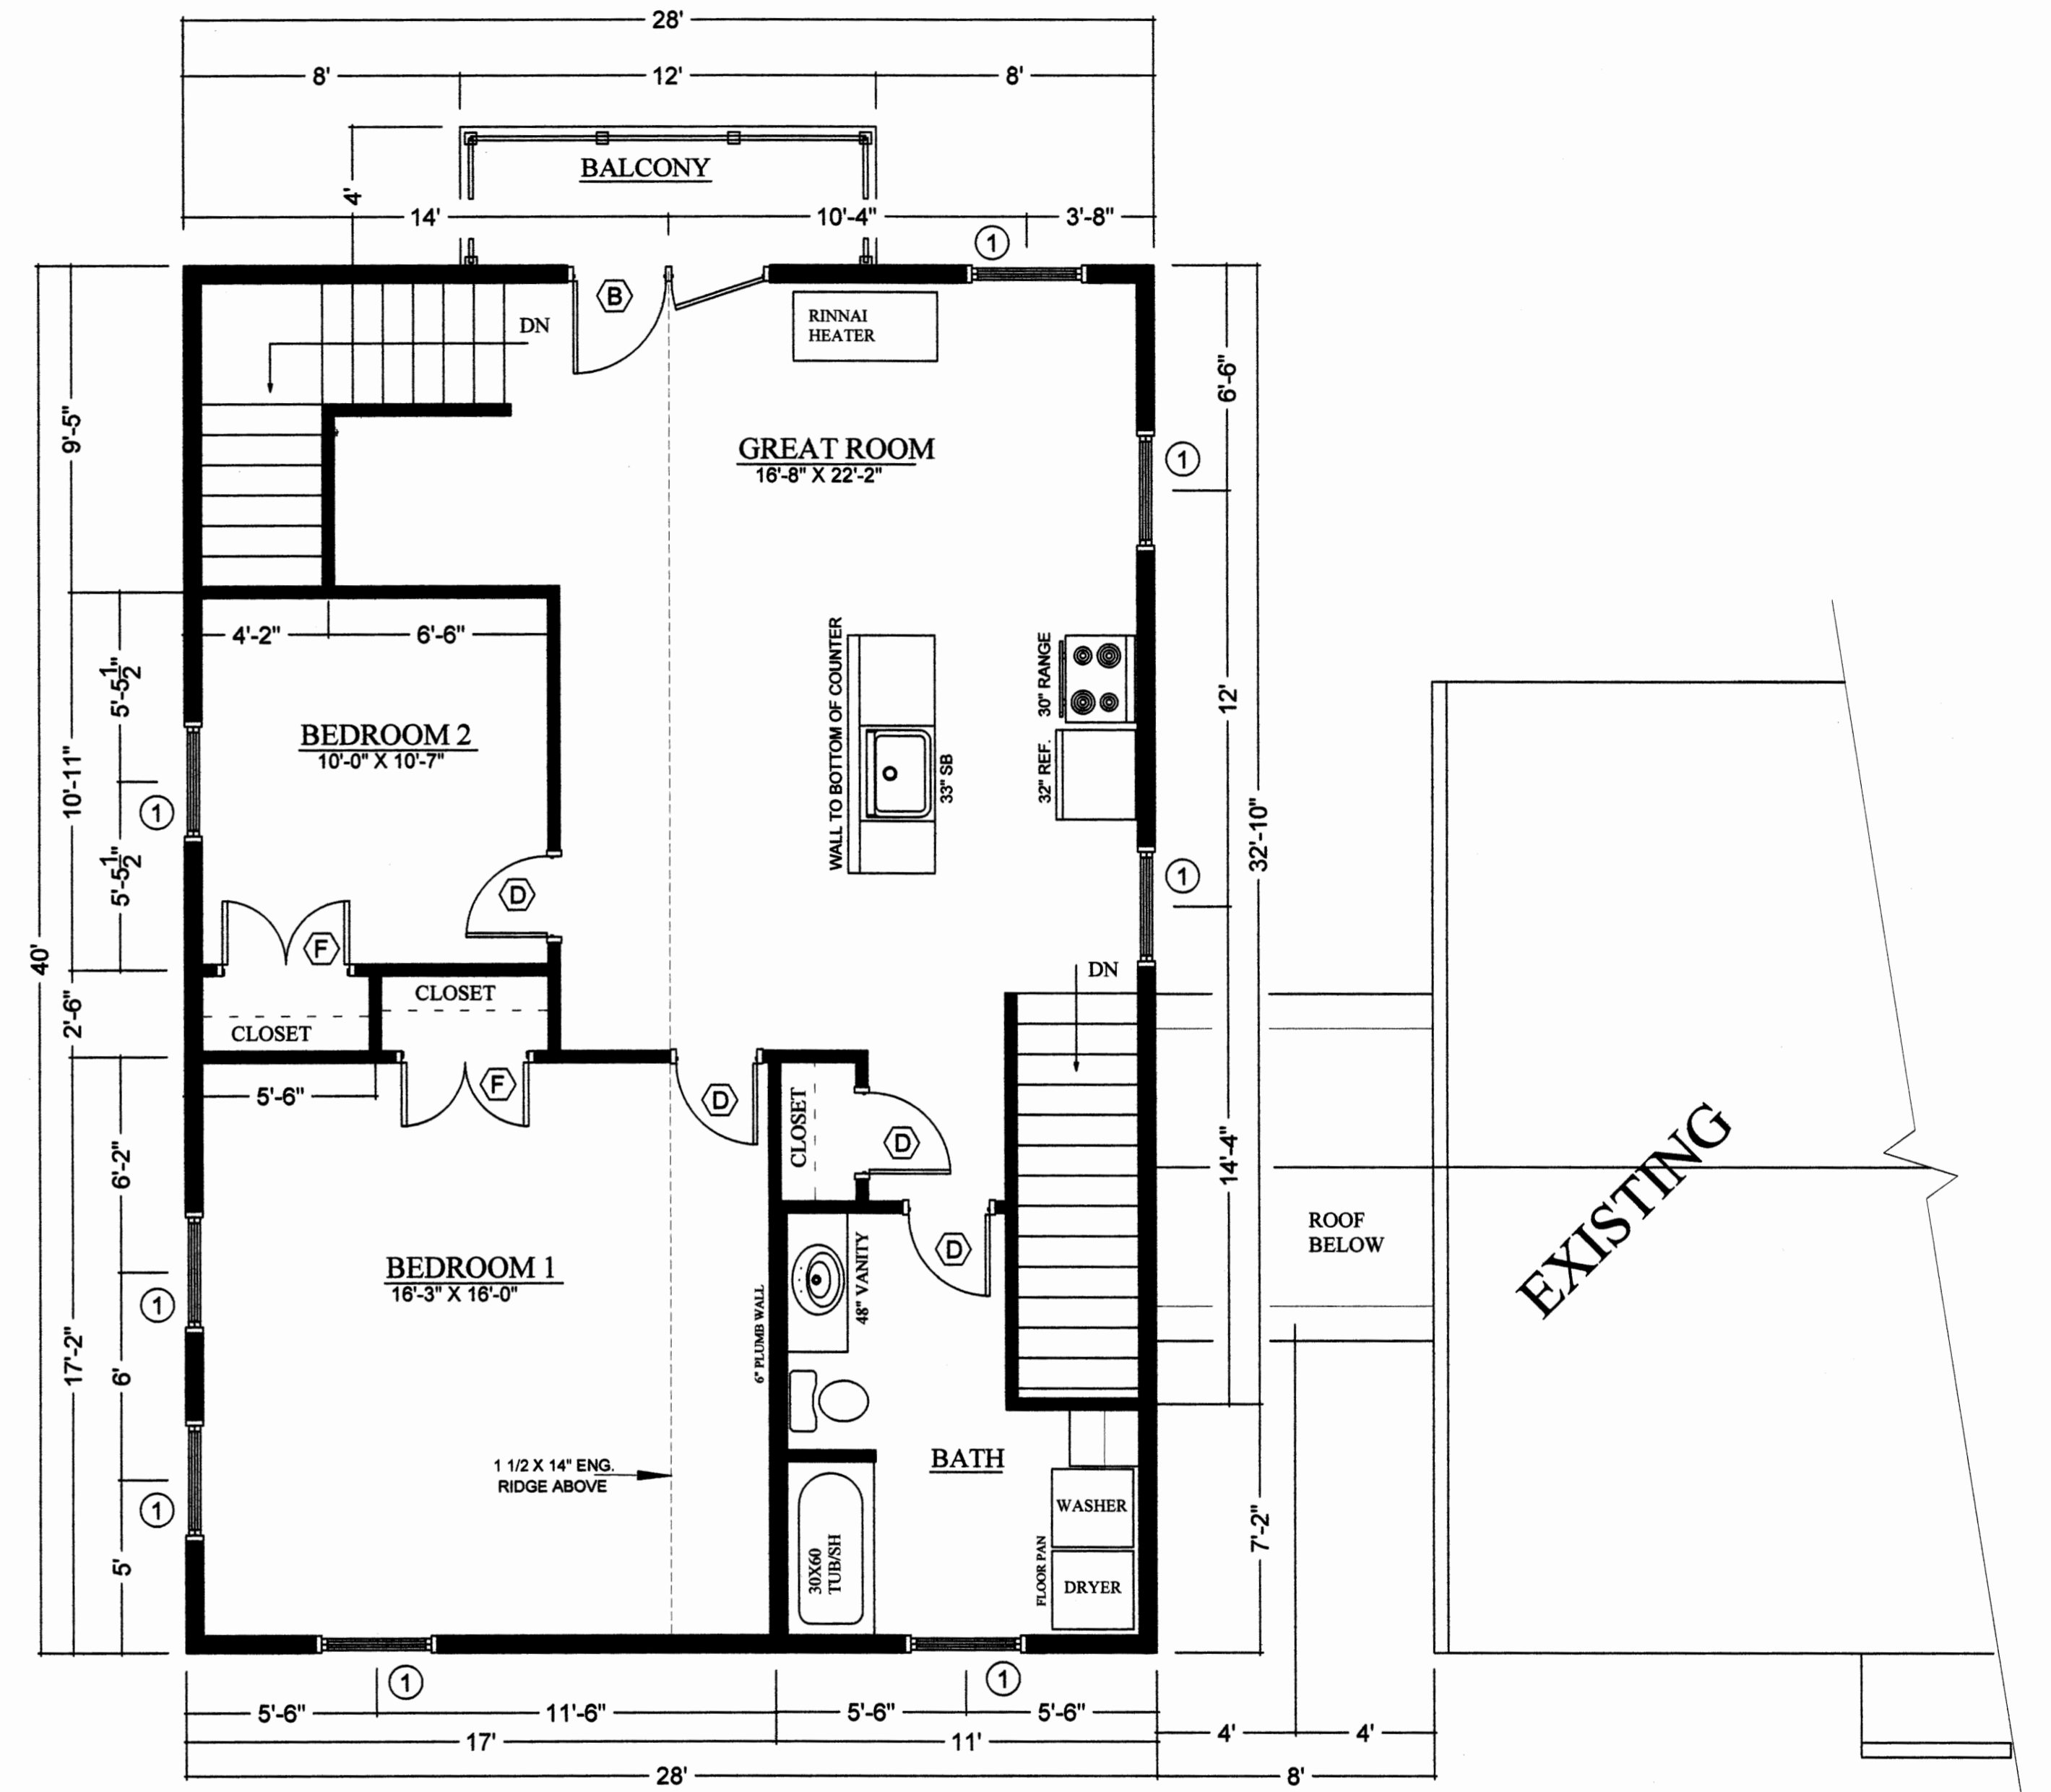 28'
8' 12' 8'
BALCONY
4'
14' 10'-4" 3'-8"
1
B
DN
RINNAI
HEATER
6'-6"
9'-5"
GREAT ROOM
16'-8" X 22'-2"
1
4'-2" 6'-6"
5'-5 1/2"
WALL TO BOTTOM OF COUNTER
30" RANGE
12'
BEDROOM 2
10'-0" X 10'-7"
10'-11"
33" SB
32" REF.
1
32'-10"
5'-5 1/2"
D
1
F
40'
DN
CLOSET
2'-6"
CLOSET
5'-6"
F
D
CLOSET
D
6'-2"
14'-4"
EXISTING
ROOF
BELOW
D
BEDROOM 1
16'-3" X 16'-0"
48" VANITY
1
6" PLUMB WALL
17'-2"
6'
1 1/2 X 14" ENG.
RIDGE ABOVE
BATH
1
WASHER
7'-2"
5'
30X60
TUB/SH
FLOOR PAN
DRYER
1
1
5'-6" 11'-6" 5'-6" 5'-6"
4' 4'
17' 11'
28' 8'